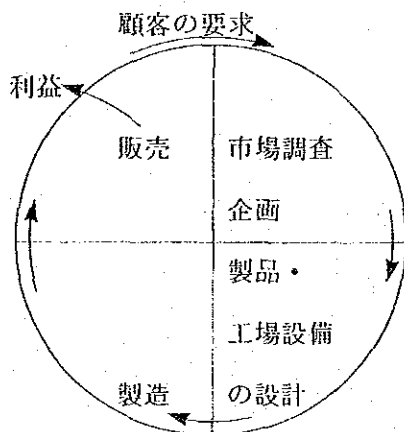 顧客の要求
利益
販売
市場調査
企画
製品・
工場設備
の設計
製造